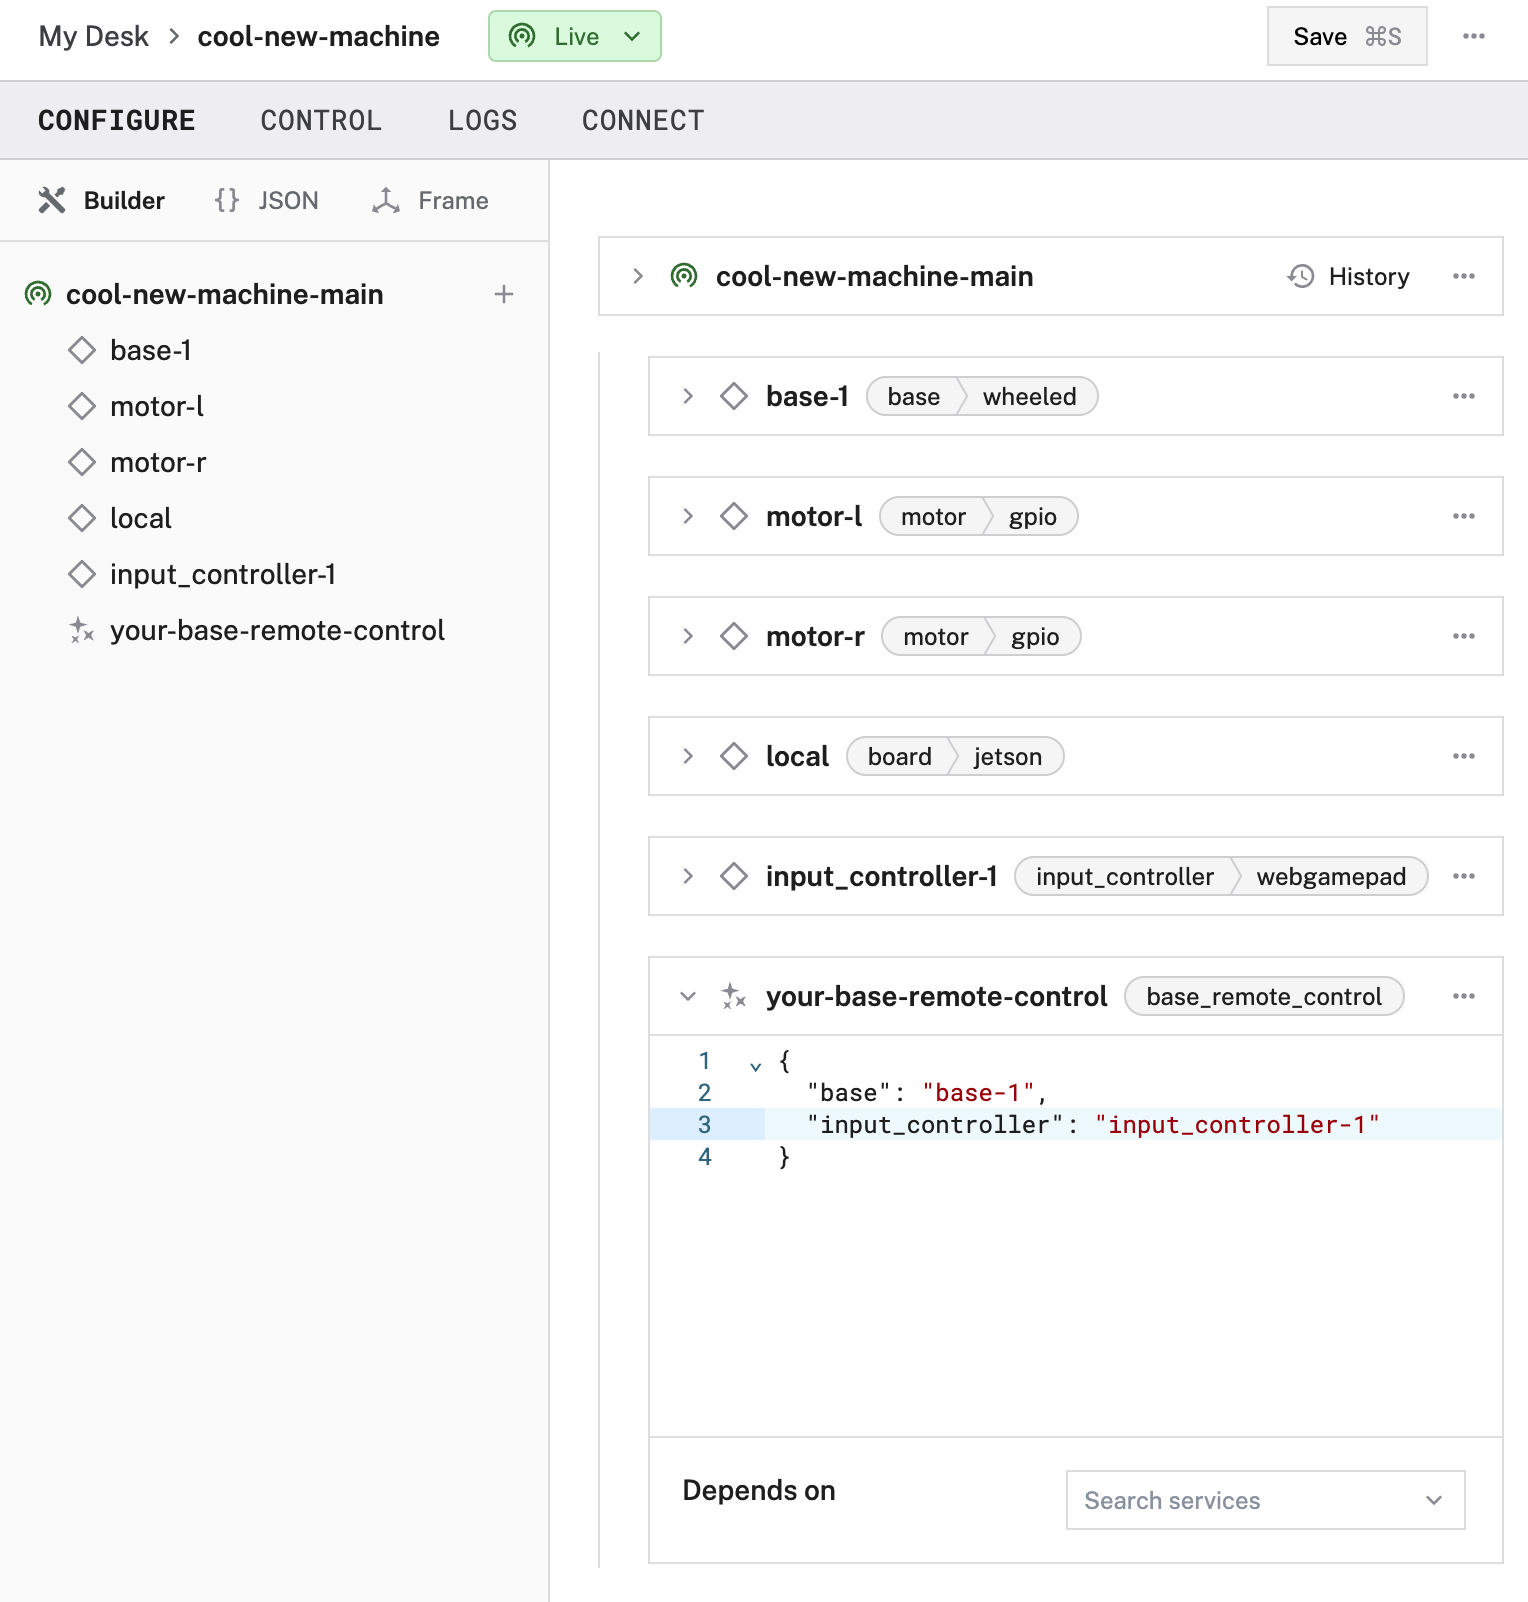 My Desk > cool-new-machine Live Save ⌘S ···
CONFIGURE CONTROL LOGS CONNECT
Builder {} JSON Frame
cool-new-machine-main +
base-1
motor-l
motor-r
local
input_controller-1
your-base-remote-control
cool-new-machine-main History ···
base-1 base wheeled ···
motor-l motor gpio ···
motor-r motor gpio ···
local board jetson ···
input_controller-1 input_controller webgamepad ···
your-base-remote-control base_remote_control ···
1 {
2 "base": "base-1",
3 "input_controller": "input_controller-1"
4 }
Depends on Search services